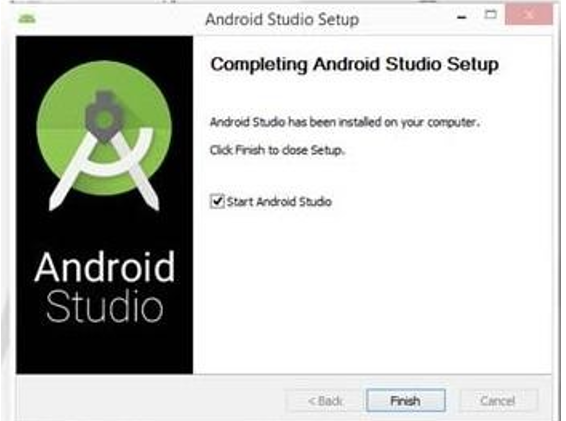 Android Studio Setup
Completing Android Studio Setup
Android Studio has been installed on your computer.
Click Finish to close Setup.
Start Android Studio
Android
Studio
< Back
Finish
Cancel